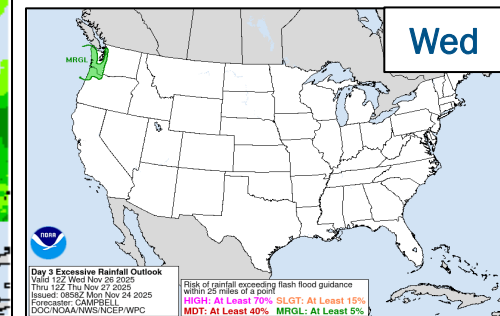 Wed
MRGL
NOAA
Day 3 Excessive Rainfall Outlook
Valid 12Z Wed Nov 26 2025
Thru 12Z Thu Nov 27 2025
Issued: 0858Z Mon Nov 24 2025
Forecaster: CAMPBELL
DOC/NOAA/NWS/NCEP/WPC
Risk of rainfall exceeding flash flood guidance
within 25 miles of a point
HIGH: At Least 70% SLGT: At Least 15%
MDT: At Least 40% MRGL: At Least 5%